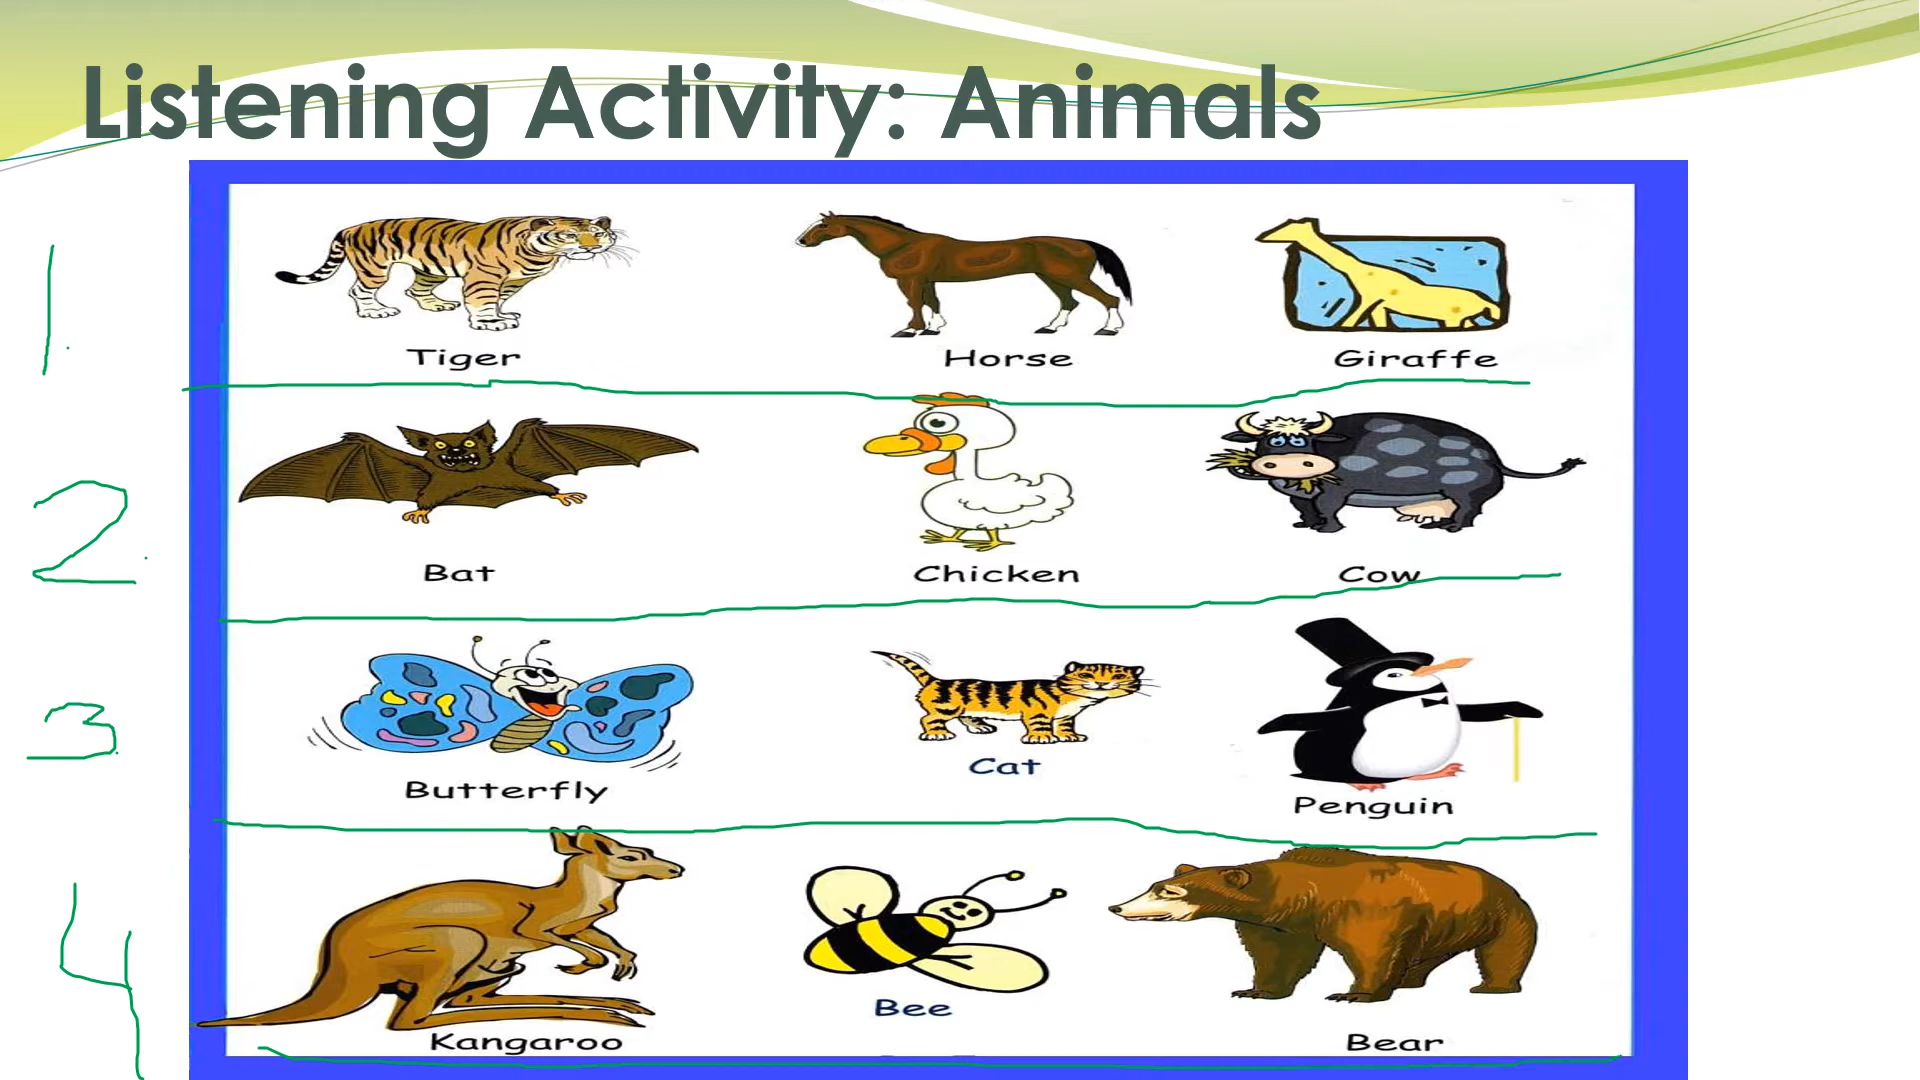 Listening Activity: Animals
1.
Tiger Horse Giraffe
2.
Bat Chicken Cow
3.
Butterfly Cat Penguin
4
Kangaroo Bee Bear